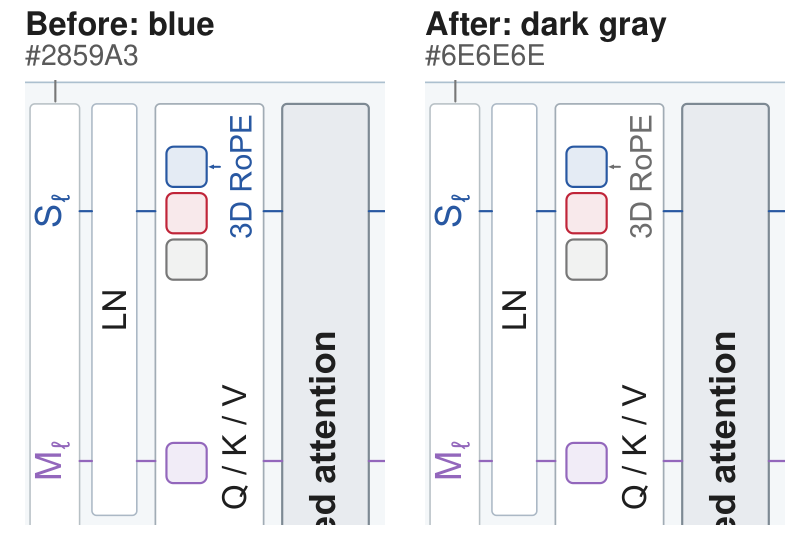 Before: blue
#2859A3
Sℓ
LN
3D RoPE
Q / K / V
ed attention
Mℓ
After: dark gray
#6E6E6E
Sℓ
LN
3D RoPE
Q / K / V
ed attention
Mℓ